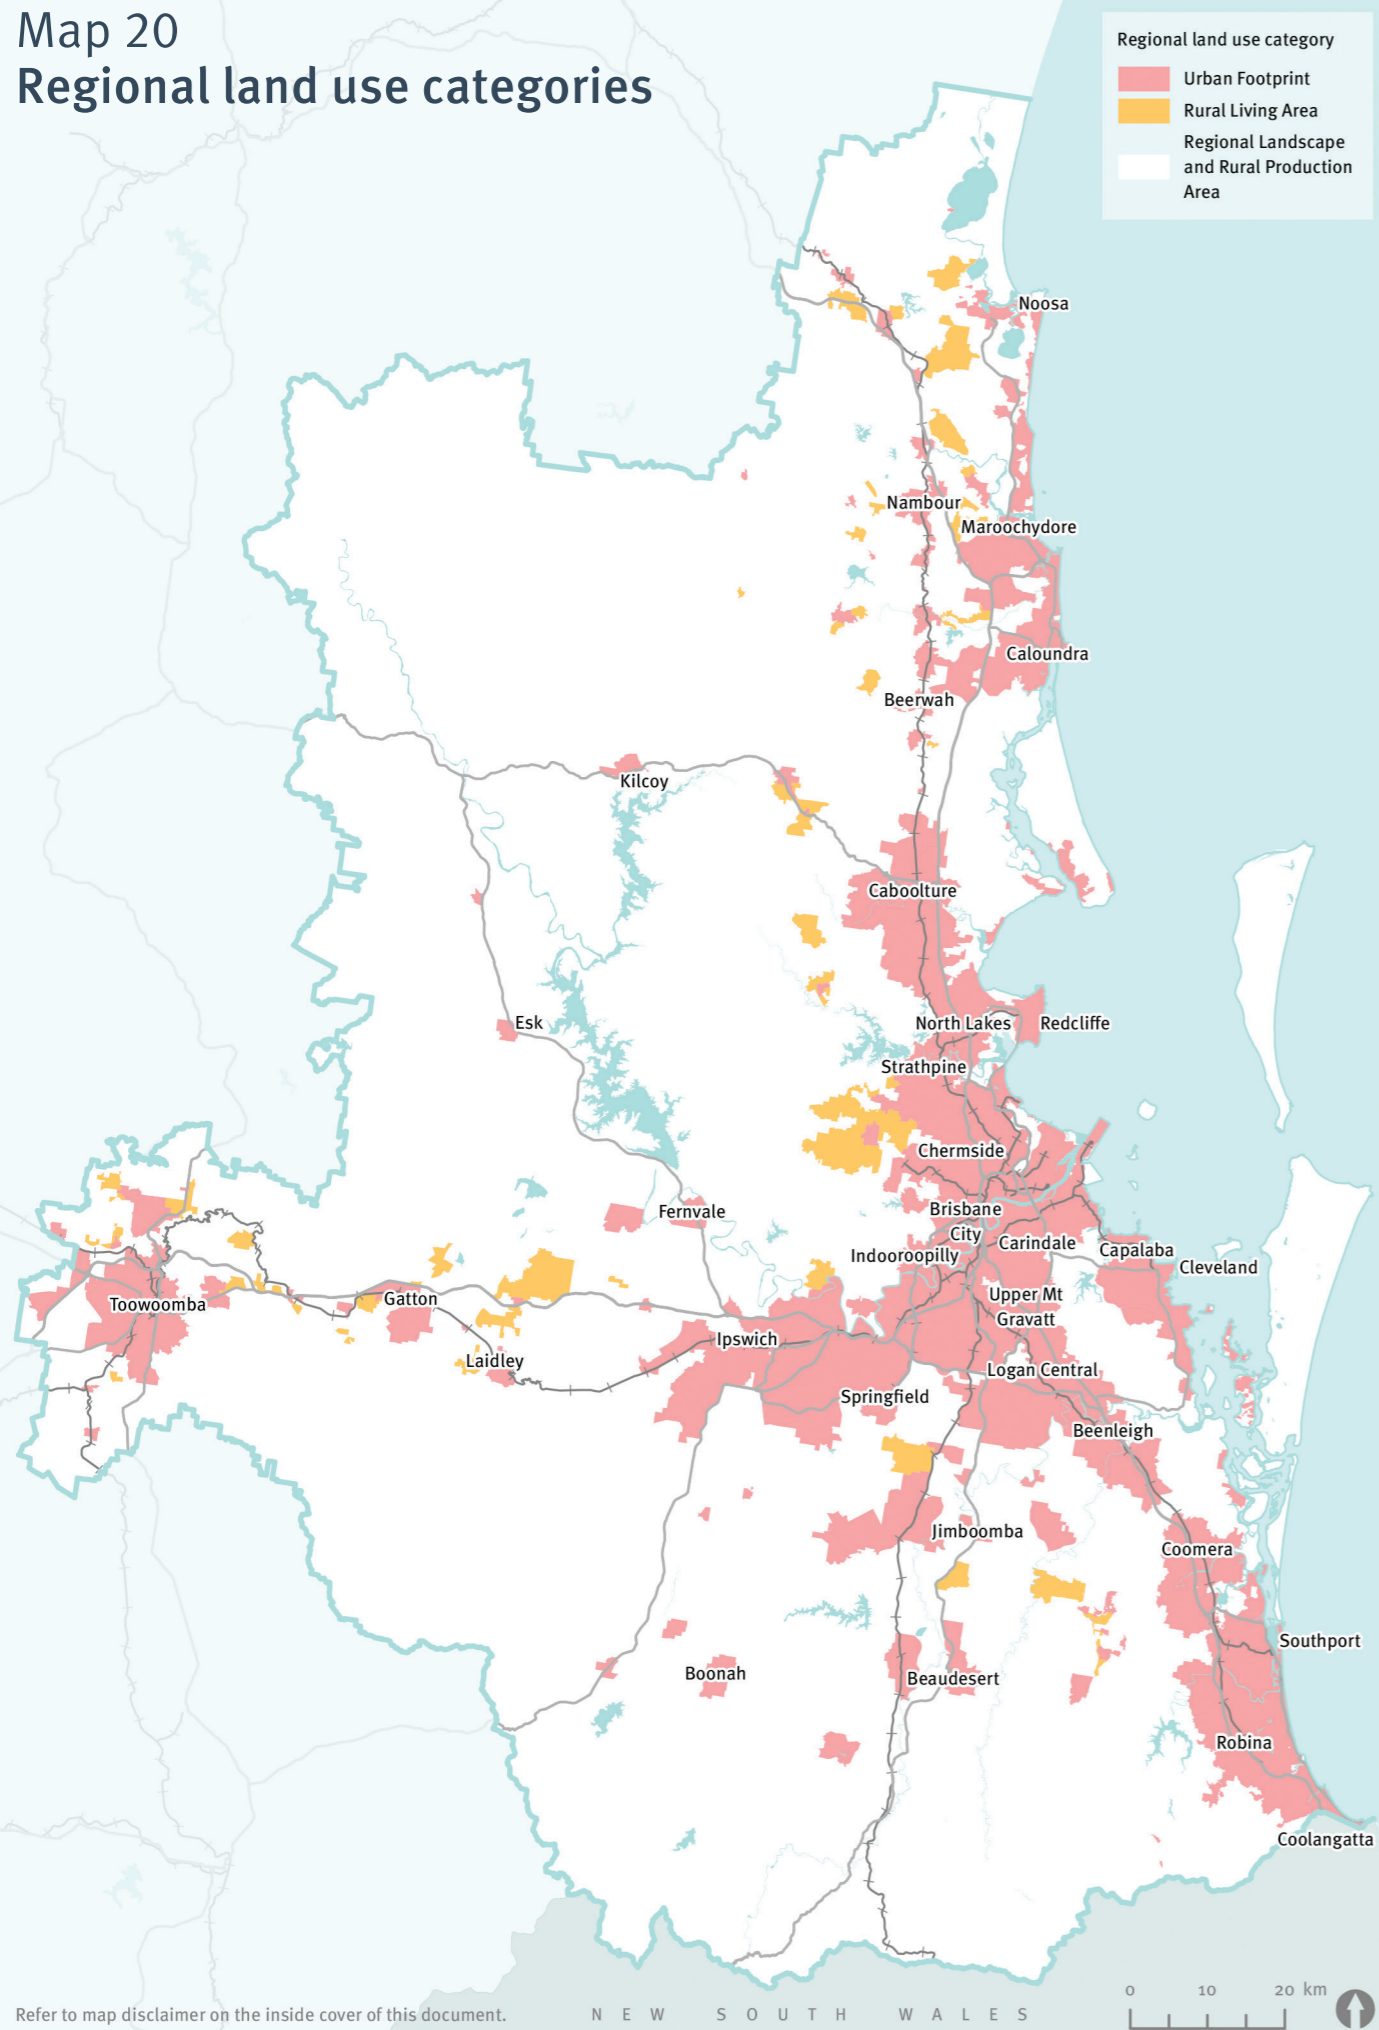 Map 20
Regional land use categories
Regional land use category
Urban Footprint
Rural Living Area
Regional Landscape
and Rural Production
Area
Noosa
Nambour
Maroochydore
Caloundra
Beerwah
Kilcoy
Caboolture
Esk
North Lakes
Redcliffe
Strathpine
Chermside
Fernvale
Brisbane
City
Carindale
Capalaba
Indooroopilly
Cleveland
Upper Mt
Gravatt
Toowoomba
Gatton
Ipswich
Laidley
Logan Central
Springfield
Beenleigh
Jimboomba
Coomera
Southport
Boonah
Beaudesert
Robina
Coolangatta
0 10 20 km
Refer to map disclaimer on the inside cover of this document.
NEW SOUTH WALES